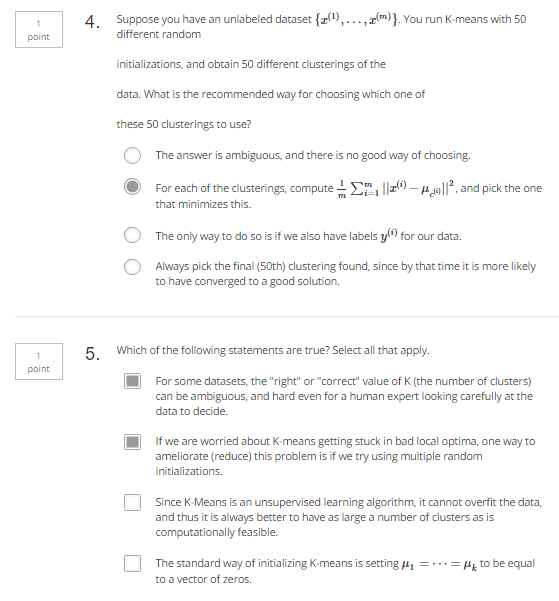 1
point
4. Suppose you have an unlabeled dataset {x^(1), . . . , x^(m)}. You run K-means with 50
different random
initializations, and obtain 50 different clusterings of the
data. What is the recommended way for choosing which one of
these 50 clusterings to use?
The answer is ambiguous, and there is no good way of choosing.
For each of the clusterings, compute 1/m ∑_{i=1}^m ||x^(i) − μ_{c^(i)}||^2, and pick the one
that minimizes this.
The only way to do so is if we also have labels y^(i) for our data.
Always pick the final (50th) clustering found, since by that time it is more likely
to have converged to a good solution.
1
point
5. Which of the following statements are true? Select all that apply.
For some datasets, the "right" or "correct" value of K (the number of clusters)
can be ambiguous, and hard even for a human expert looking carefully at the
data to decide.
If we are worried about K-means getting stuck in bad local optima, one way to
ameliorate (reduce) this problem is if we try using multiple random
initializations.
Since K-Means is an unsupervised learning algorithm, it cannot overfit the data,
and thus it is always better to have as large a number of clusters as is
computationally feasible.
The standard way of initializing K-means is setting μ_1 = ⋯ = μ_k to be equal
to a vector of zeros.